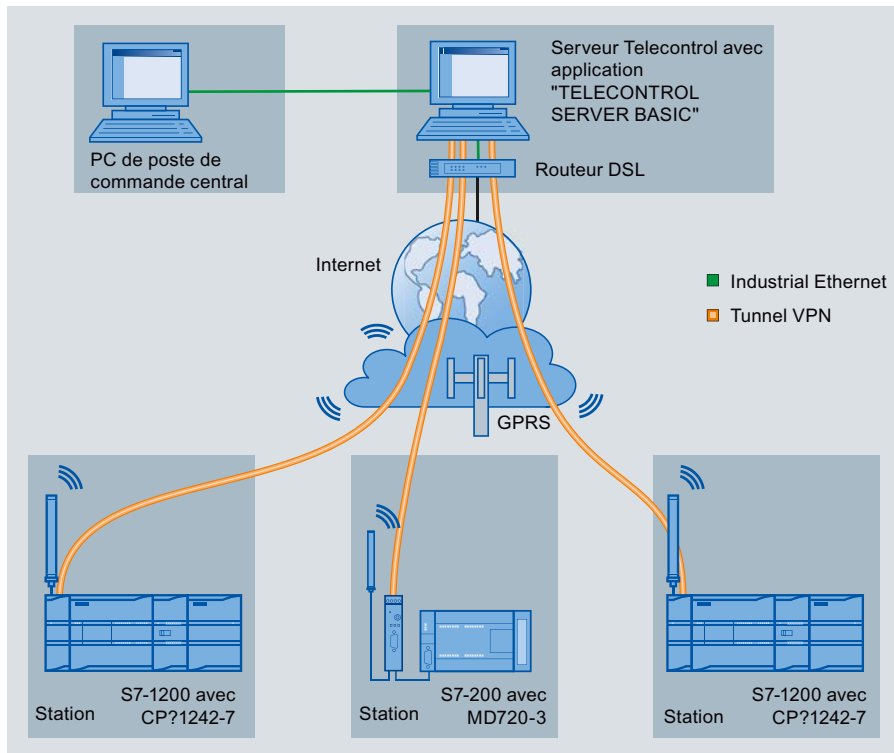 Serveur Telecontrol avec
application
"TELECONTROL
SERVER BASIC"
PC de poste de
commande central
Routeur DSL
Internet
Industrial Ethernet
Tunnel VPN
GPRS
Station
S7-1200 avec
CP?1242-7
Station
S7-200 avec
MD720-3
Station
S7-1200 avec
CP?1242-7